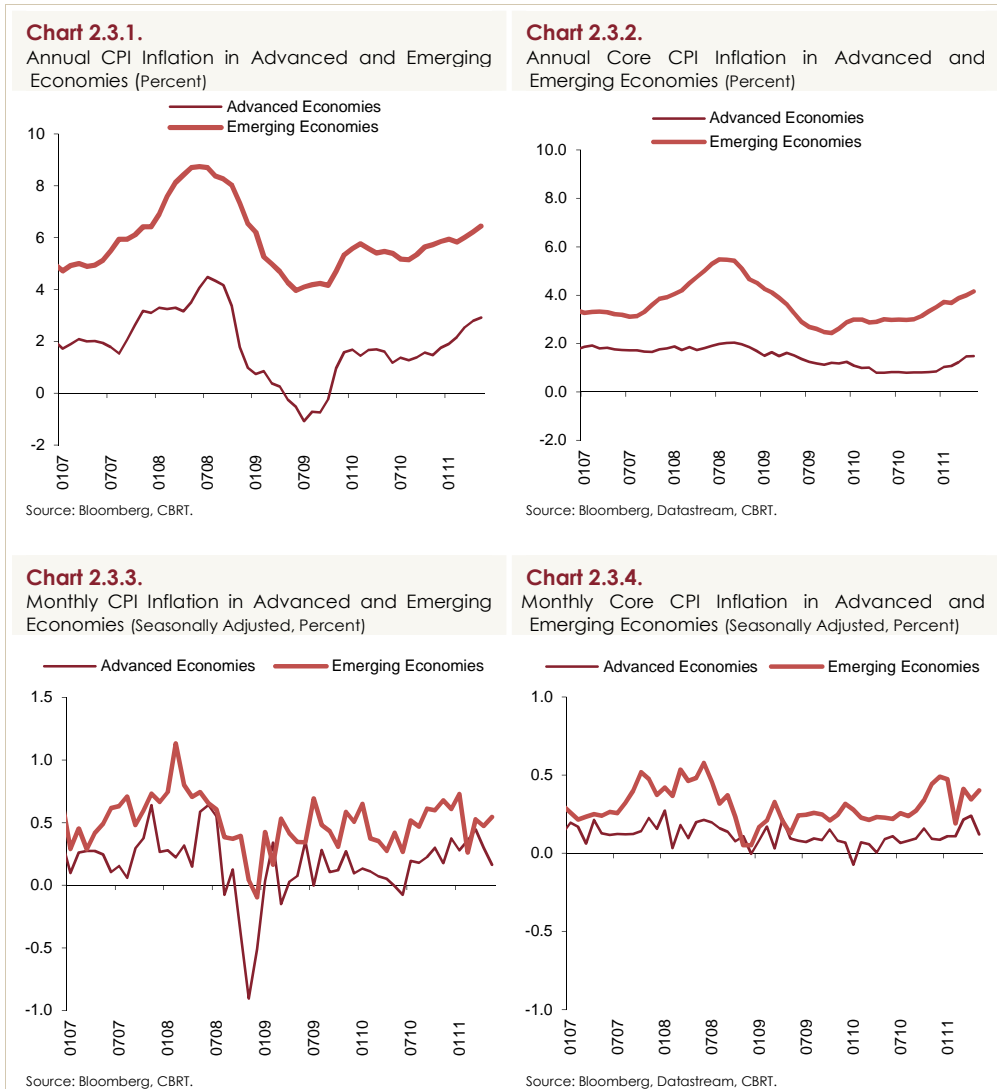 Chart 2.3.1.
Annual CPI Inflation in Advanced and Emerging
Economies (Percent)
Advanced Economies
Emerging Economies
10
8
6
4
2
0
-2
0107
0707
0108
0708
0109
0709
0110
0710
0111
Source: Bloomberg, CBRT.
Chart 2.3.2.
Annual Core CPI Inflation in Advanced and
Emerging Economies (Percent)
Advanced Economies
Emerging Economies
10.0
8.0
6.0
4.0
2.0
0.0
-2.0
0107
0707
0108
0708
0109
0709
0110
0710
0111
Source: Bloomberg, Datastream, CBRT.
Chart 2.3.3.
Monthly CPI Inflation in Advanced and Emerging
Economies (Seasonally Adjusted, Percent)
Advanced Economies Emerging Economies
1.5
1.0
0.5
0.0
-0.5
-1.0
0107
0707
0108
0708
0109
0709
0110
0710
0111
Source: Bloomberg, CBRT.
Chart 2.3.4.
Monthly Core CPI Inflation in Advanced and
Emerging Economies (Seasonally Adjusted, Percent)
Advanced Economies Emerging Economies
1.0
0.5
0.0
-0.5
-1.0
0107
0707
0108
0708
0109
0709
0110
0710
0111
Source: Bloomberg, Datastream, CBRT.